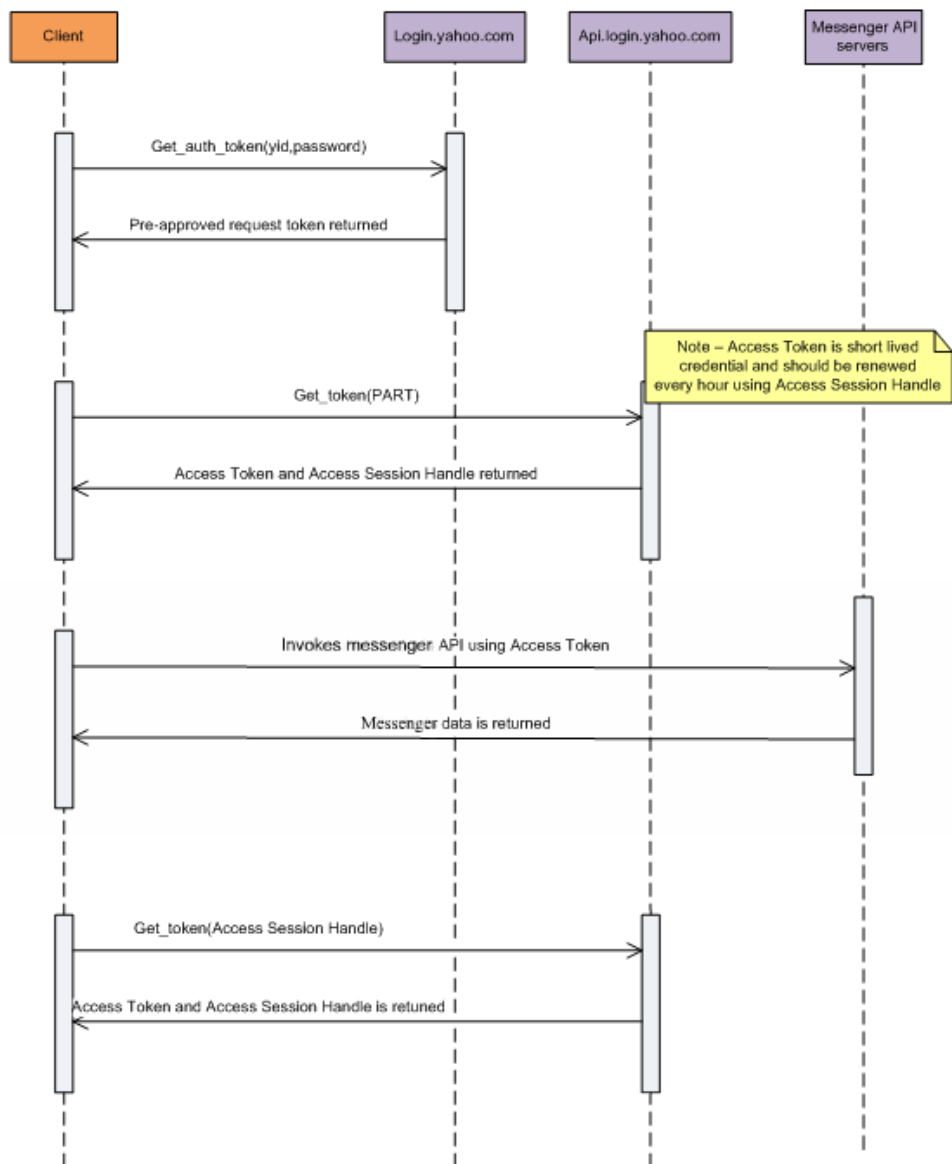 Client
Login.yahoo.com
Api.login.yahoo.com
Messenger API
servers
Get_auth_token(yid,password)
Pre-approved request token returned
Note – Access Token is short lived
credential and should be renewed
every hour using Access Session Handle
Get_token(PART)
Access Token and Access Session Handle returned
Invokes messenger API using Access Token
Messenger data is returned
Get_token(Access Session Handle)
Access Token and Access Session Handle is retuned